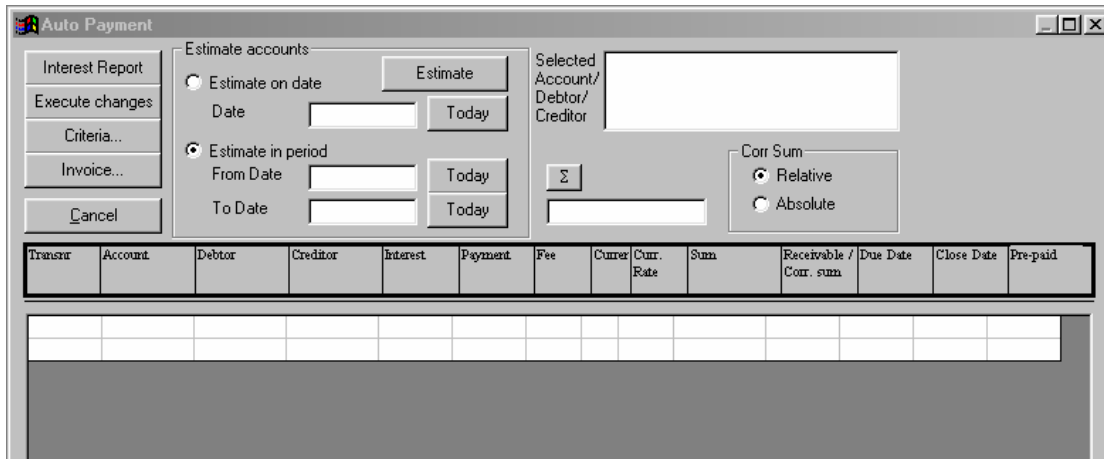 Auto Payment
Interest Report
Execute changes
Criteria...
Invoice...
Cancel
Estimate accounts
Estimate on date
Estimate
Date
Today
Estimate in period
From Date
Today
To Date
Today
Selected
Account/
Debtor/
Creditor
Σ
Corr Sum
Relative
Absolute
Transnr
Account
Debtor
Creditor
Interest
Payment
Fee
Curren
Curr.
Rate
Sum
Receivable /
Corr. sum
Due Date
Close Date
Pre-paid